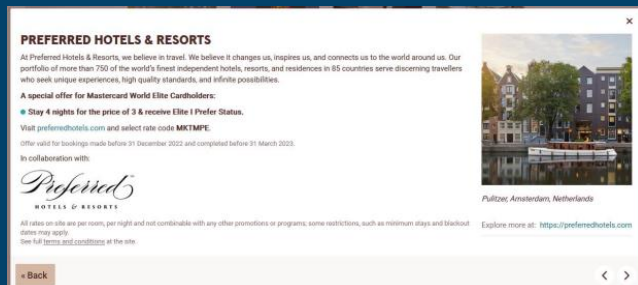 ×
PREFERRED HOTELS & RESORTS
At Preferred Hotels & Resorts, we believe in travel. We believe it changes us, inspires us, and connects us to the world around us. Our
portfolio of more than 750 of the world's finest independent hotels, resorts, and residences in 85 countries serve discerning travellers
who seek unique experiences, high quality standards, and infinite possibilities.
A special offer for Mastercard World Elite Cardholders:
Stay 4 nights for the price of 3 & receive Elite I Prefer Status.
Visit preferredhotels.com and select rate code MKTMPE.
Offer valid for bookings made before 31 December 2022 and completed before 31 March 2023.
In collaboration with:
Preferred
HOTELS & RESORTS
All rates on site are per room, per night and not combinable with any other promotions or programs; some restrictions, such as minimum stays and blackout
dates may apply.
See full terms and conditions at the site.
Pulitzer, Amsterdam, Netherlands
Explore more at: https://preferredhotels.com
« Back